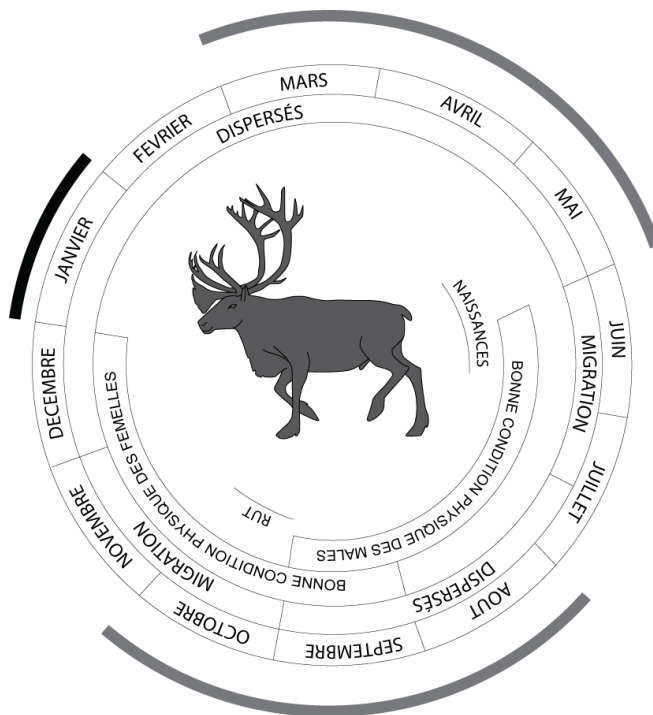 JANVIER
FEVRIER
MARS
AVRIL
MAI
JUIN
JUILLET
AOUT
SEPTEMBRE
OCTOBRE
NOVEMBRE
DECEMBRE
DISPERSÉS
MIGRATION
DISPERSÉS
MIGRATION
NAISSANCES
BONNE CONDITION PHYSIQUE DES MALES
BONNE CONDITION PHYSIQUE DES FEMELLES
RUT